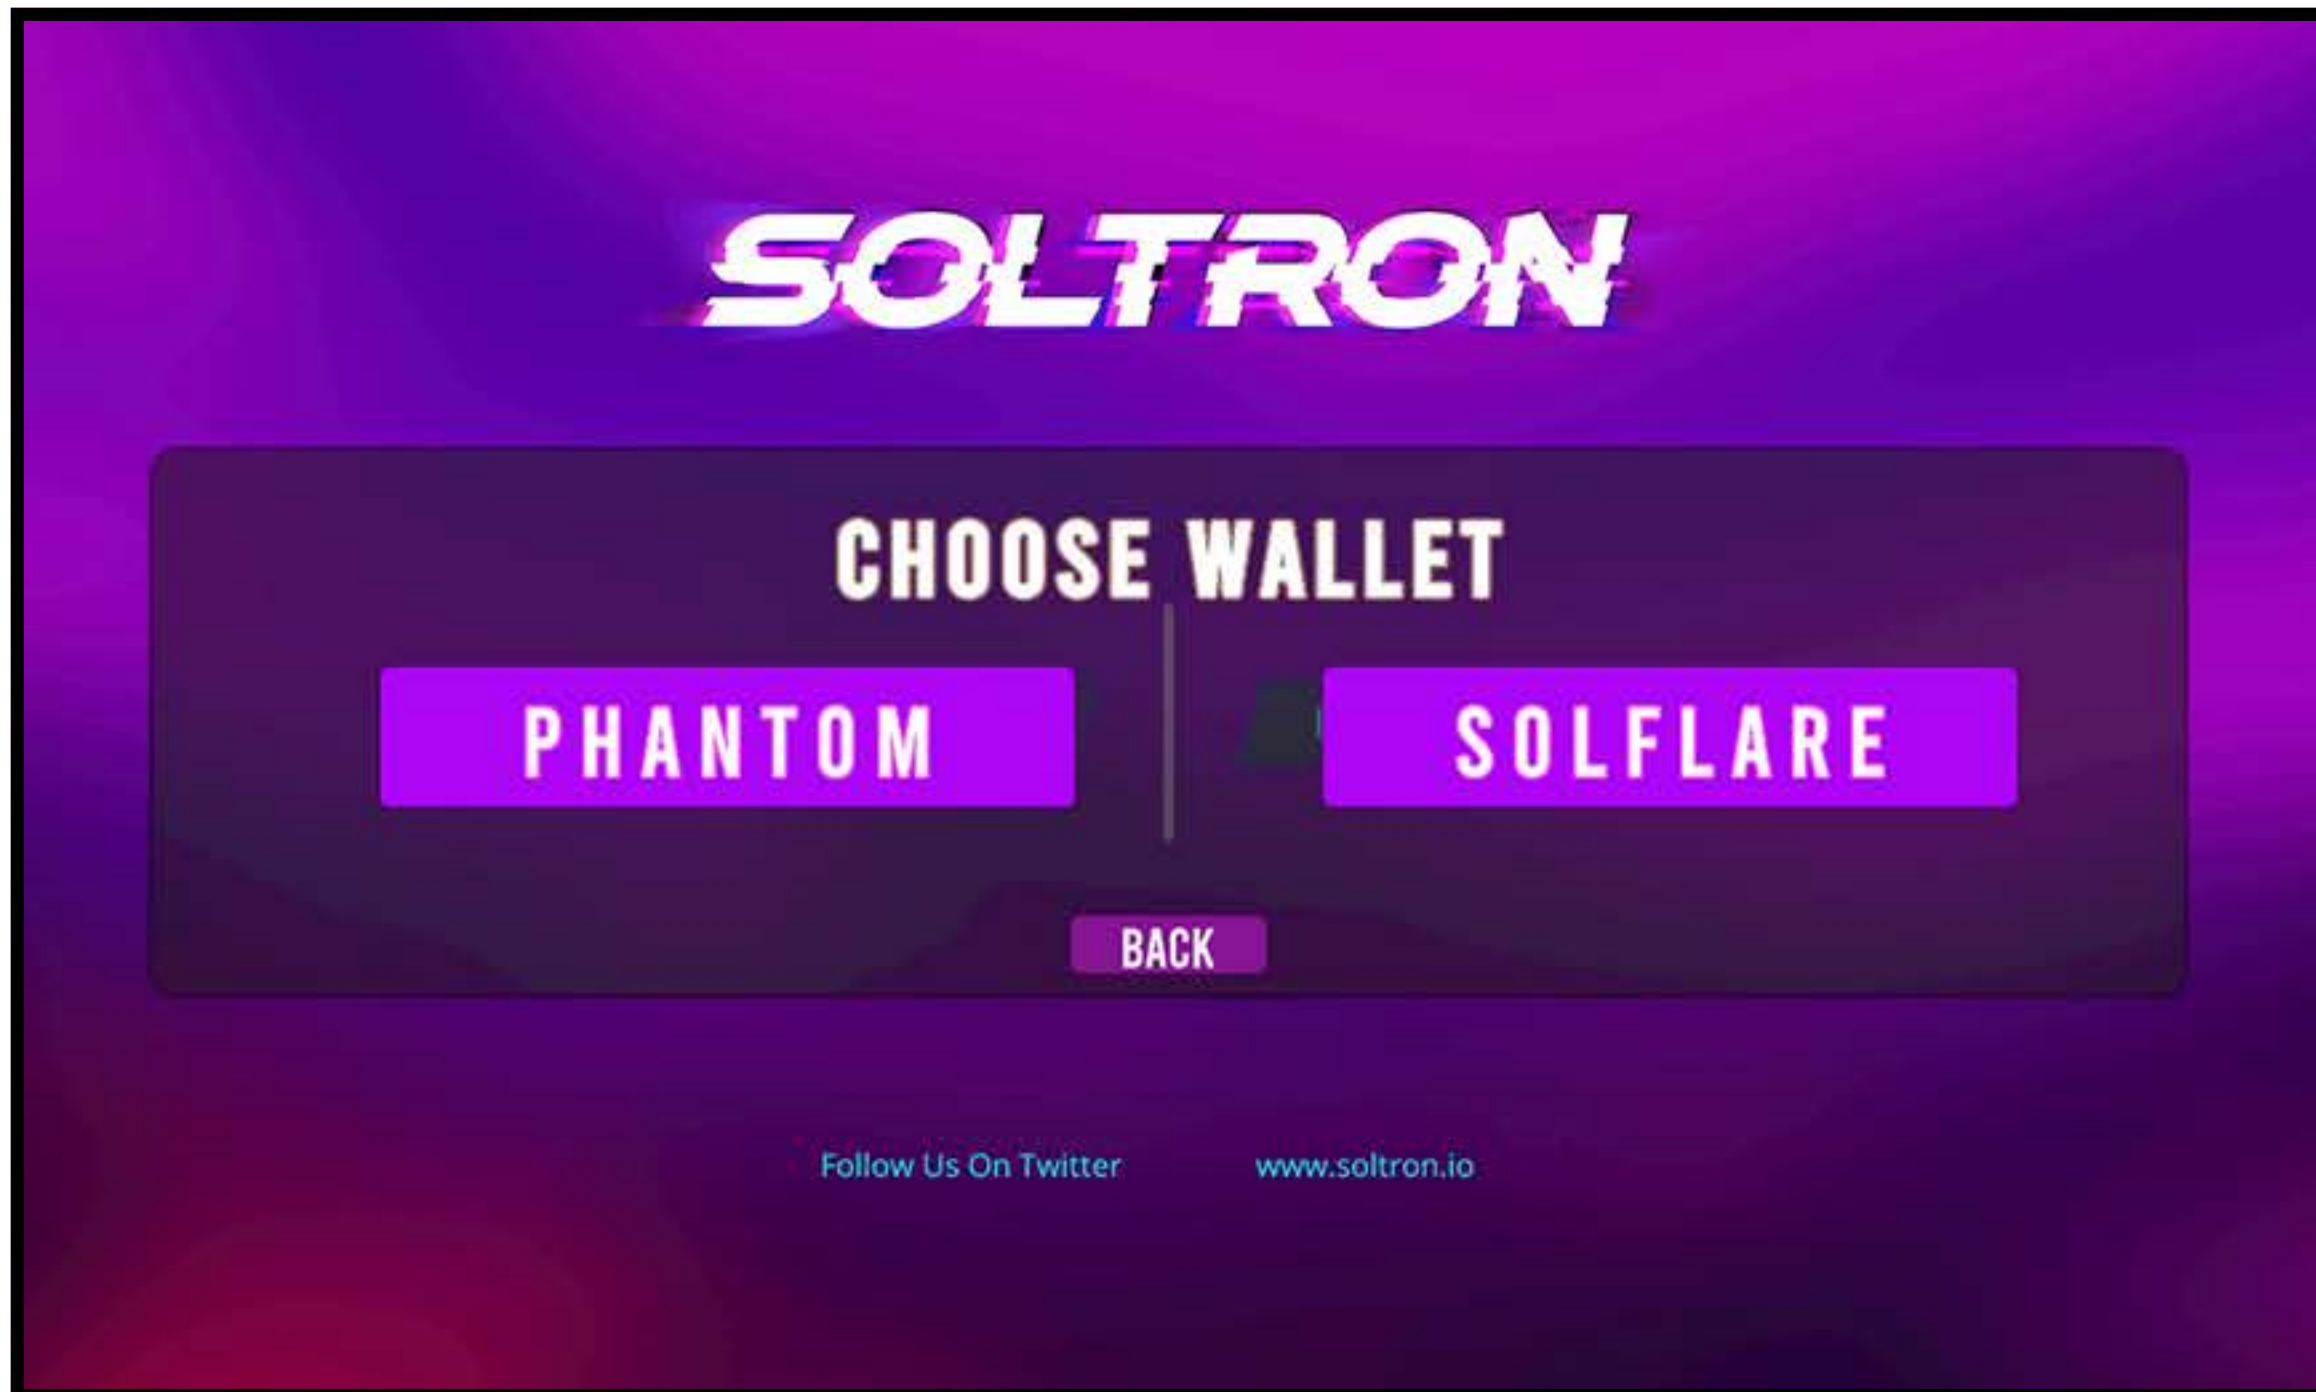 SOLTRON
CHOOSE WALLET
PHANTOM
SOLFLARE
BACK
Follow Us On Twitter
www.soltron.io